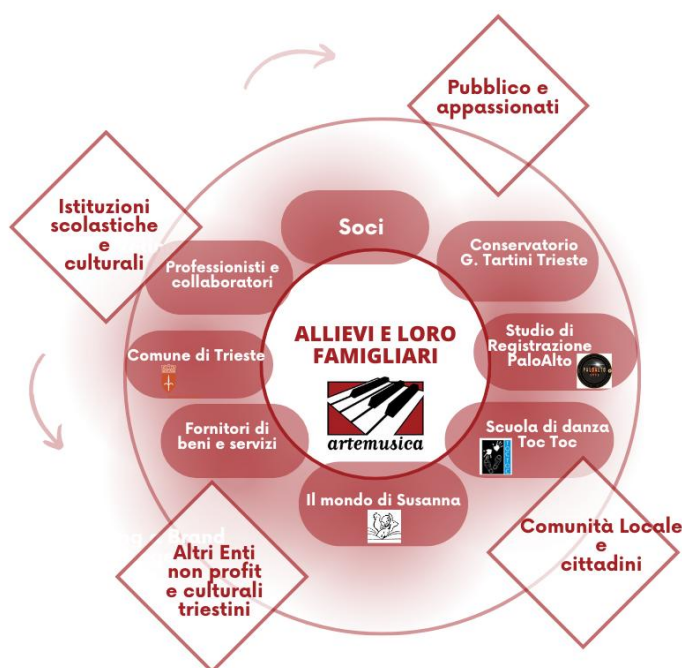 Pubblico e
appassionati
Istituzioni
scolastiche
e
culturali
Soci
Professionisti e
collaboratori
Conservatorio
G. Tartini Trieste
ALLIEVI E LORO
FAMIGLIARI
artemusica
Comune di Trieste
Studio di
Registrazione
PaloAlto
PALOALTO
Fornitori di
beni e servizi
Scuola di danza
Toc Toc
Il mondo di Susanna
Brand
Altri Enti
non profit
e culturali
triestini
Comunità Locale
e
cittadini